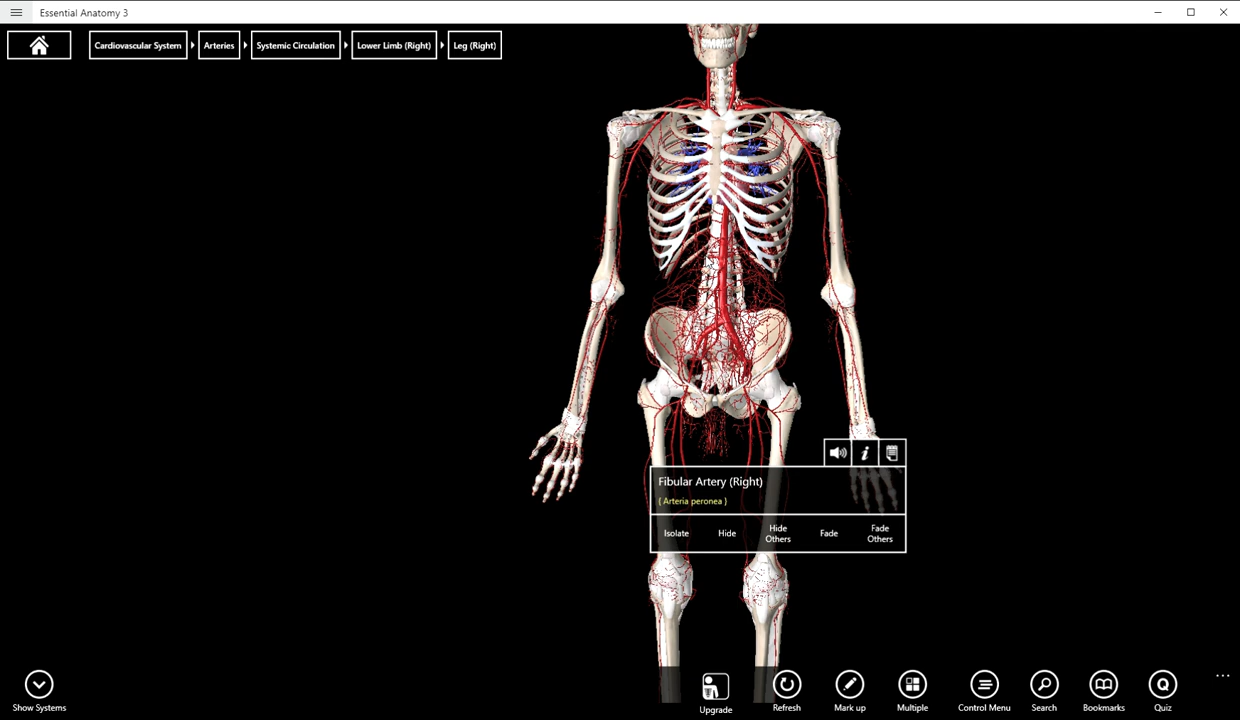 Essential Anatomy 3
Cardiovascular System
Arteries
Systemic Circulation
Lower Limb (Right)
Leg (Right)
i
Fibular Artery (Right)
( Arteria peronea )
Isolate
Hide
Hide
Others
Fade
Fade
Others
Show Systems
Upgrade
Refresh
Mark up
Multiple
Control Menu
Search
Bookmarks
Q
Quiz